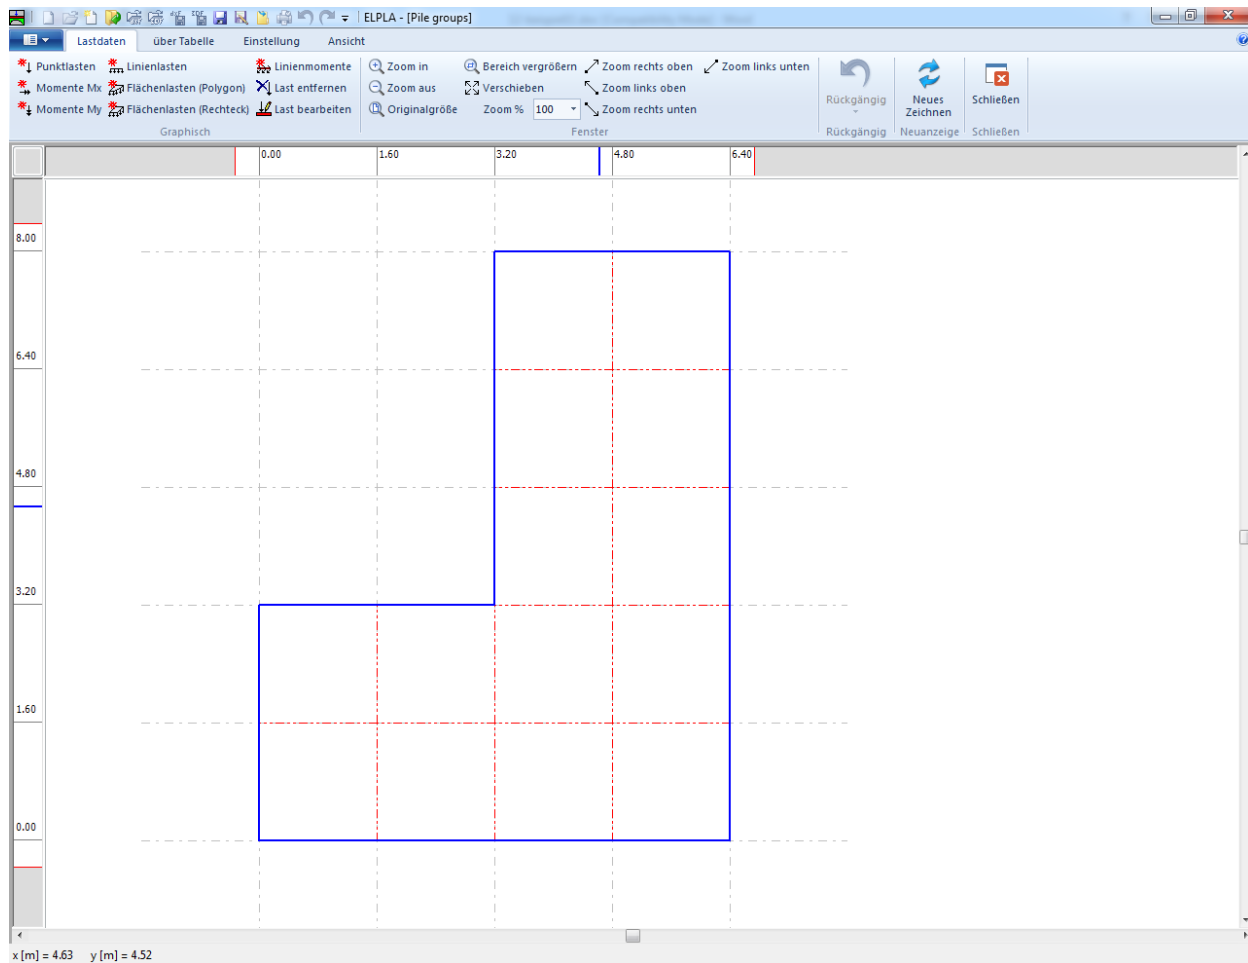 ELPLA - [Pile groups]
Lastdaten über Tabelle Einstellung Ansicht
Punktlasten Linienlasten Linienmomente Zoom in Bereich vergrößern Zoom rechts oben Zoom links unten
Momente Mx Flächenlasten (Polygon) Last entfernen Zoom aus Verschieben Zoom links oben
Momente My Flächenlasten (Rechteck) Last bearbeiten Originalgröße Zoom % 100 Zoom rechts unten
Rückgängig Neues Zeichnen Schließen
Graphisch Fenster Rückgängig Neuanzeige Schließen
0.00 1.60 3.20 4.80 6.40
8.00
6.40
4.80
3.20
1.60
0.00
x [m] = 4.63 y [m] = 4.52